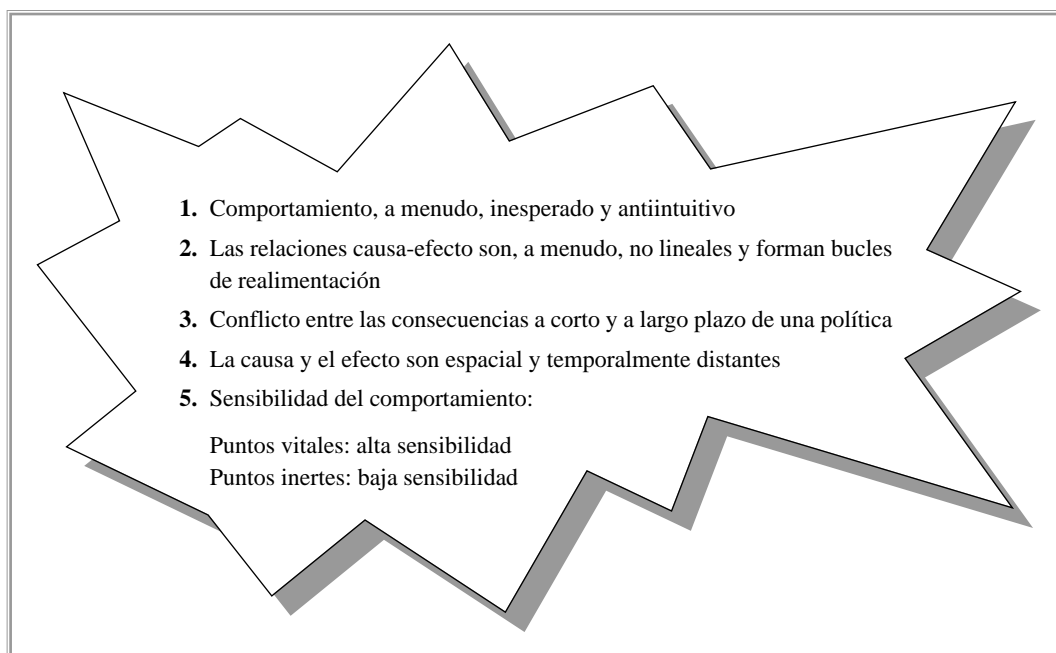 1. Comportamiento, a menudo, inesperado y antiintuitivo
2. Las relaciones causa-efecto son, a menudo, no lineales y forman bucles
de realimentación
3. Conflicto entre las consecuencias a corto y a largo plazo de una política
4. La causa y el efecto son espacial y temporalmente distantes
5. Sensibilidad del comportamiento:
Puntos vitales: alta sensibilidad
Puntos inertes: baja sensibilidad